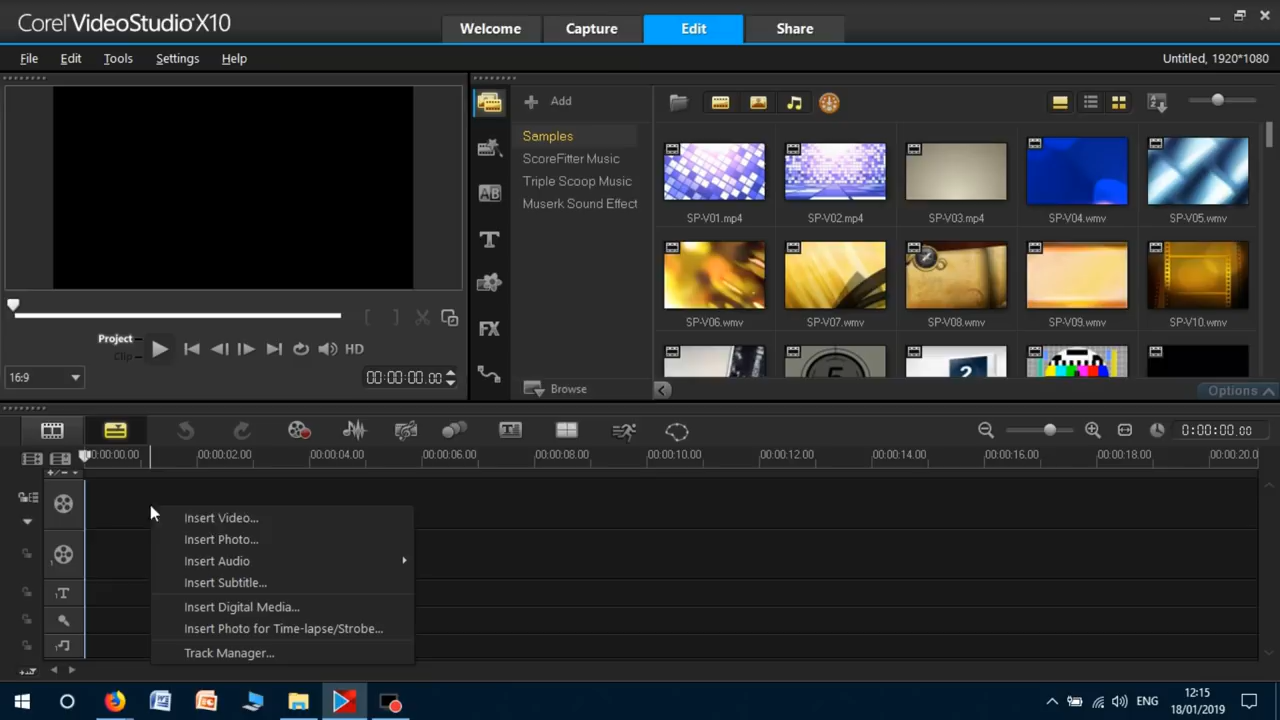 Corel VideoStudio X10
Welcome
Capture
Edit
Share
File
Edit
Tools
Settings
Help
Untitled, 1920*1080
Add
Samples
ScoreFitter Music
Triple Scoop Music
Muserk Sound Effect
Browse
SP-V01.mp4
SP-V02.mp4
SP-V03.mp4
SP-V04.wmv
SP-V05.wmv
SP-V06.wmv
SP-V07.wmv
SP-V08.wmv
SP-V09.wmv
SP-V10.wmv
Options
Project
Clip
HD
16:9
00:00:00.00
AB
T
FX
0:00:00.00
00:00:00.00
00:00:02.00
00:00:04.00
00:00:06.00
00:00:08.00
00:00:10.00
00:00:12.00
00:00:14.00
00:00:16.00
00:00:18.00
00:00:20.0
Insert Video...
Insert Photo...
Insert Audio
Insert Subtitle...
Insert Digital Media...
Insert Photo for Time-lapse/Strobe...
Track Manager...
ENG
12:15
18/01/2019